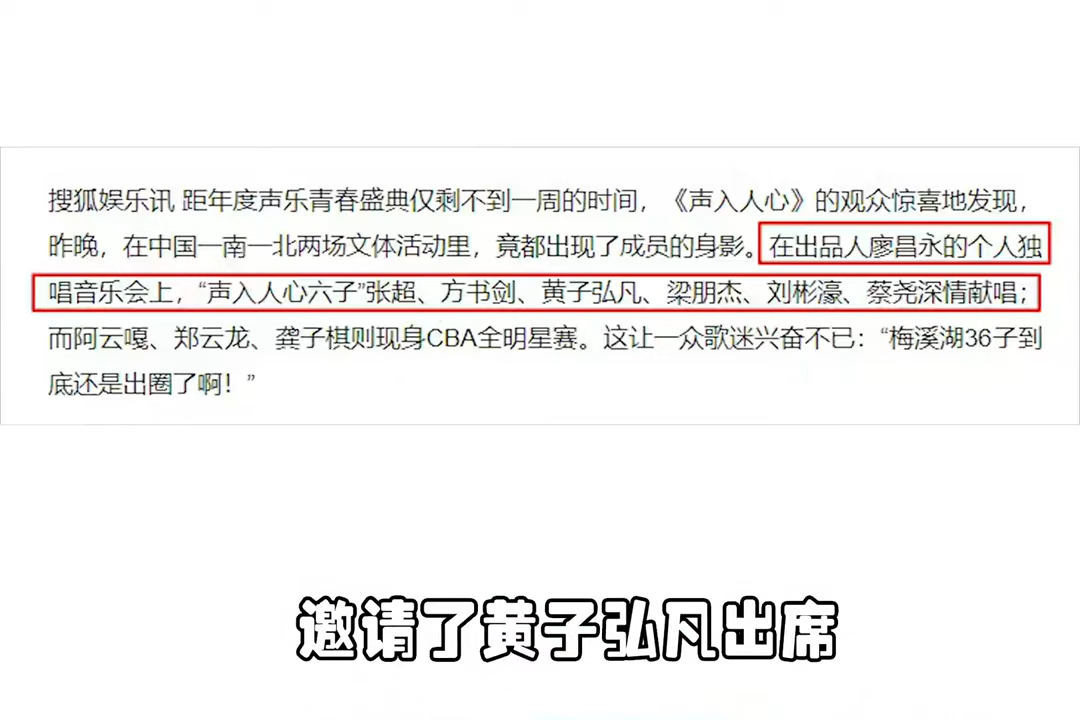 搜狐娱乐讯 距年度声乐青春盛典仅剩不到一周的时间，《声入人心》的观众惊喜地发现，
昨晚，在中国一南一北两场文体活动里，竟都出现了成员的身影。在出品人廖昌永的个人独
唱音乐会上，“声入人心六子”张超、方书剑、黄子弘凡、梁朋杰、刘彬濠、蔡尧深情献唱；
而阿云嘎、郑云龙、龚子棋则现身CBA全明星赛。这让一众歌迷兴奋不已：“梅溪湖36子到
底还是出圈了啊！”
邀请了黄子弘凡出席